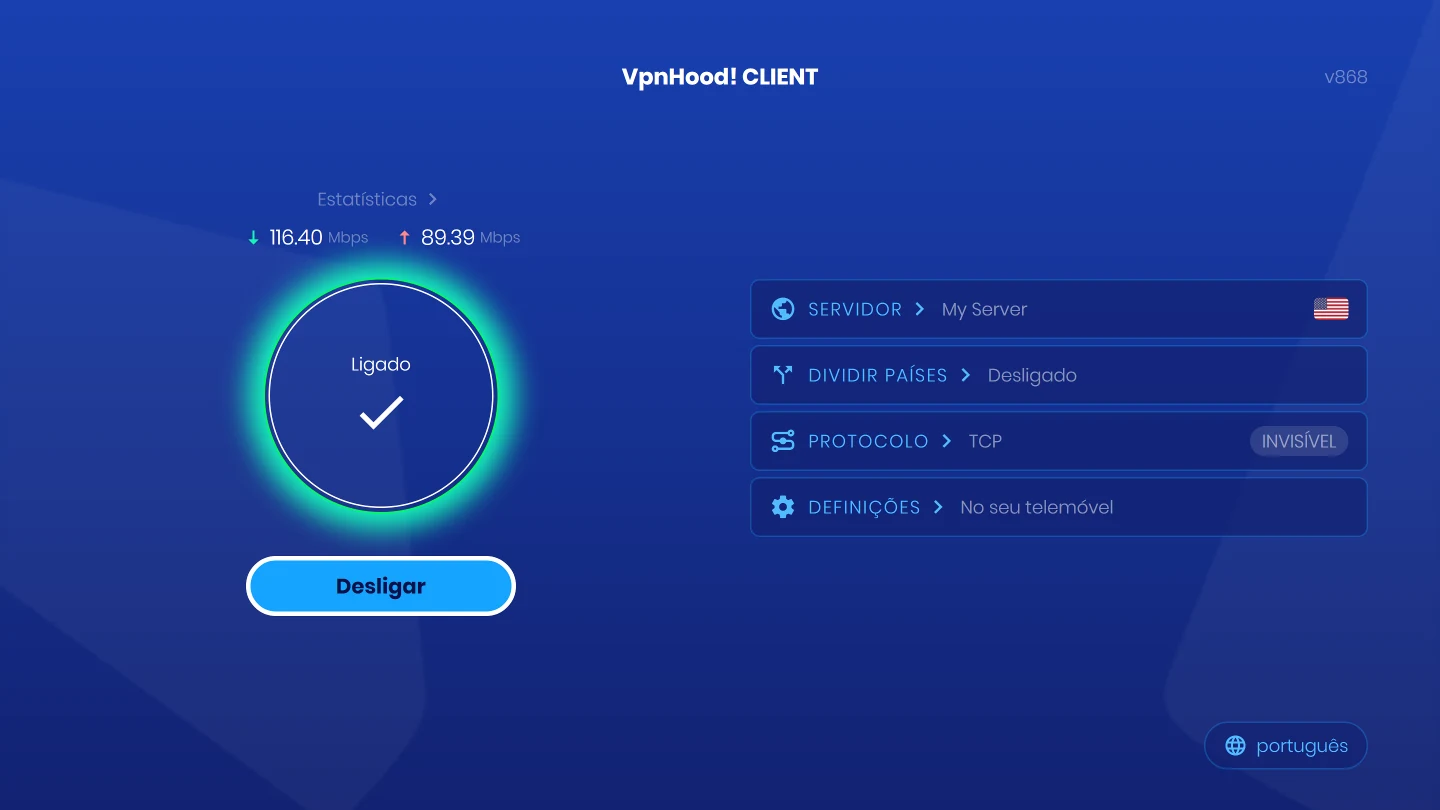 VpnHood! CLIENT
v868
Estatísticas
116.40 Mbps 89.39 Mbps
Ligado
Desligar
SERVIDOR My Server
DIVIDIR PAÍSES Desligado
PROTOCOLO TCP INVISÍVEL
DEFINIÇÕES No seu telemóvel
português